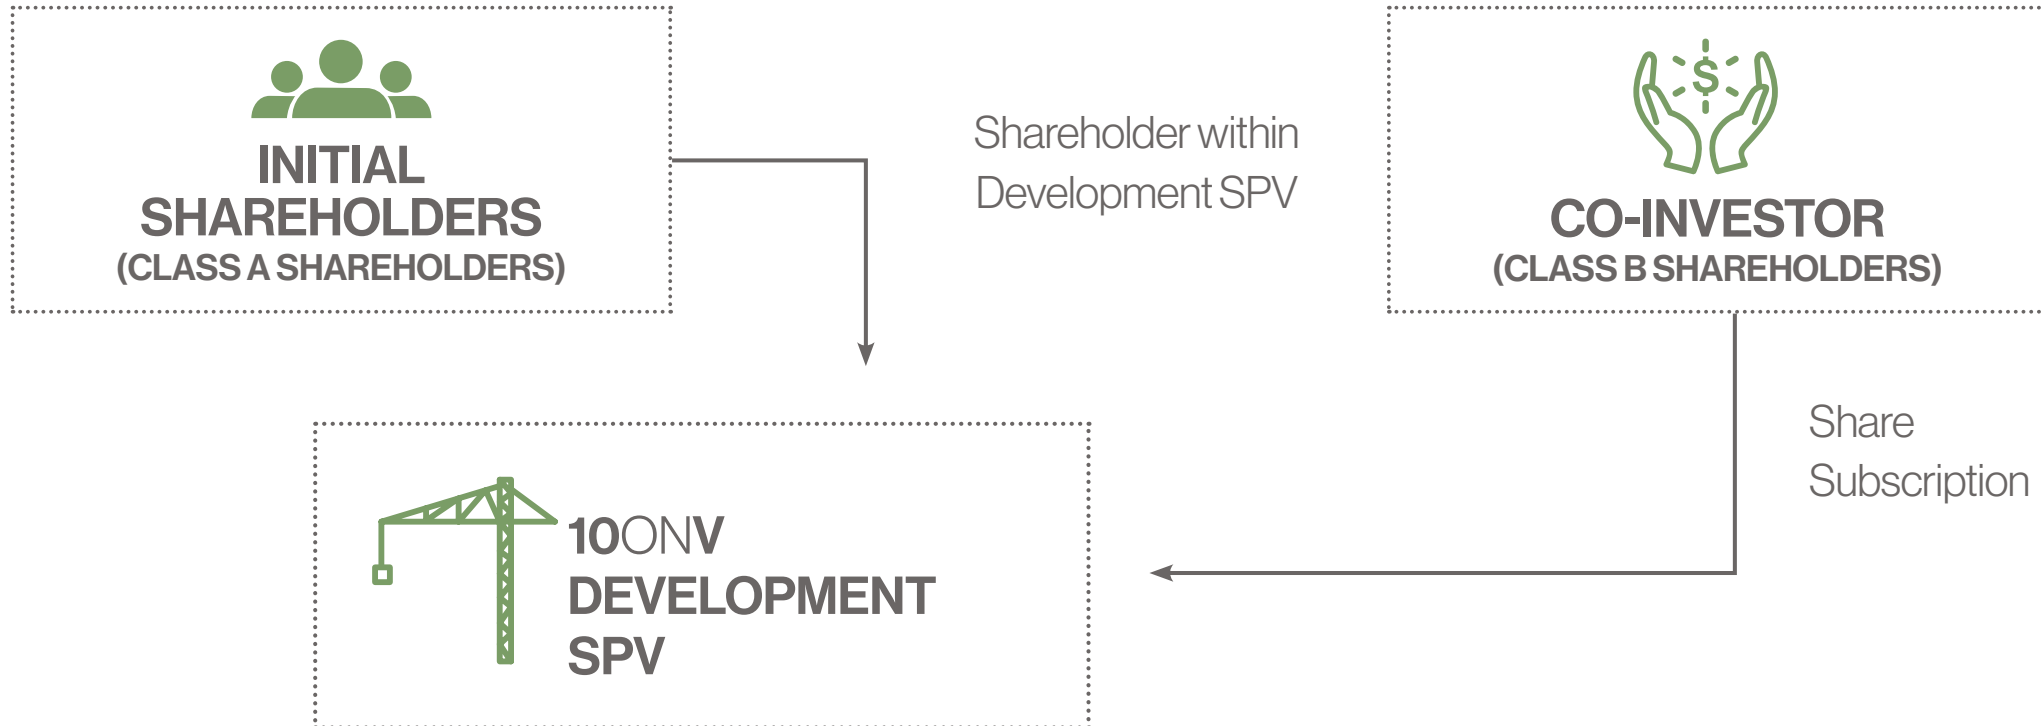 INITIAL
SHAREHOLDERS
(CLASS A SHAREHOLDERS)
Shareholder within
Development SPV
$
CO-INVESTOR
(CLASS B SHAREHOLDERS)
Share
Subscription
10ONV
DEVELOPMENT
SPV